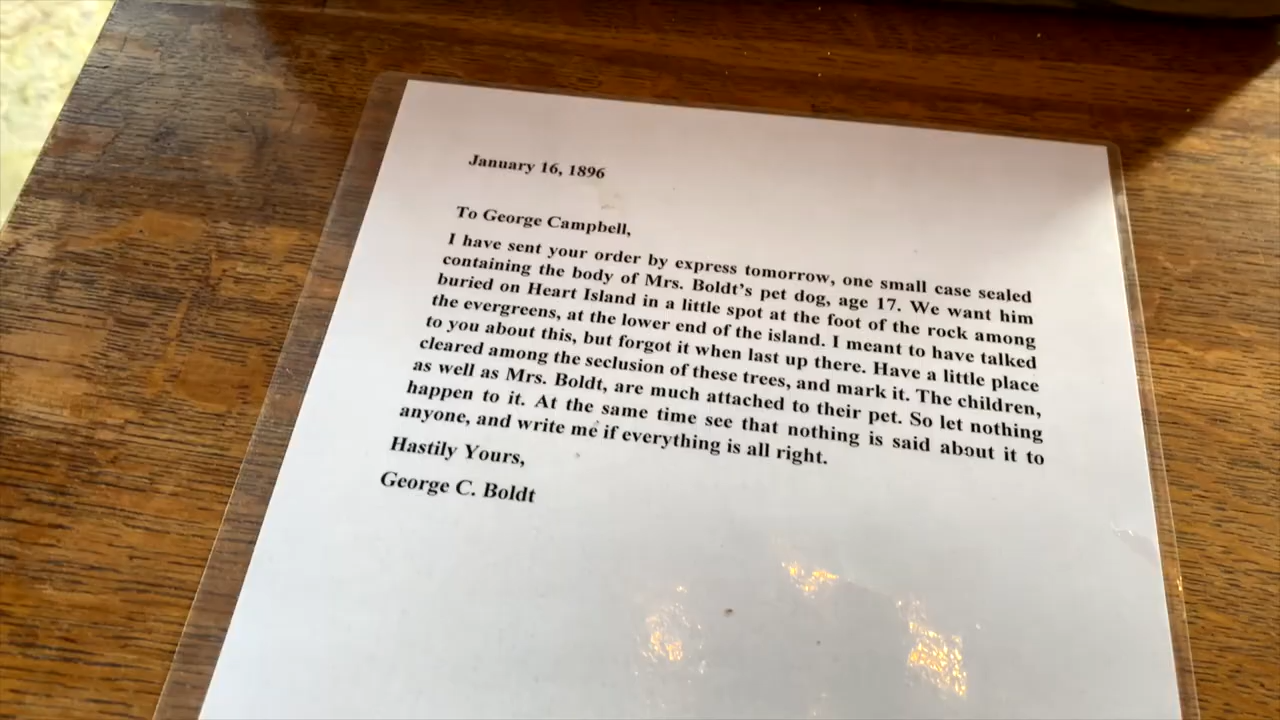 January 16, 1896
To George Campbell,
I have sent your order by express tomorrow, one small case sealed
containing the body of Mrs. Boldt's pet dog, age 17. We want him
buried on Heart Island in a little spot at the foot of the rock among
the evergreens, at the lower end of the island. I meant to have talked
to you about this, but forgot it when last up there. Have a little place
cleared among the seclusion of these trees, and mark it. The children,
as well as Mrs. Boldt, are much attached to their pet. So let nothing
happen to it. At the same time see that nothing is said about it to
anyone, and write me if everything is all right.
Hastily Yours,
George C. Boldt